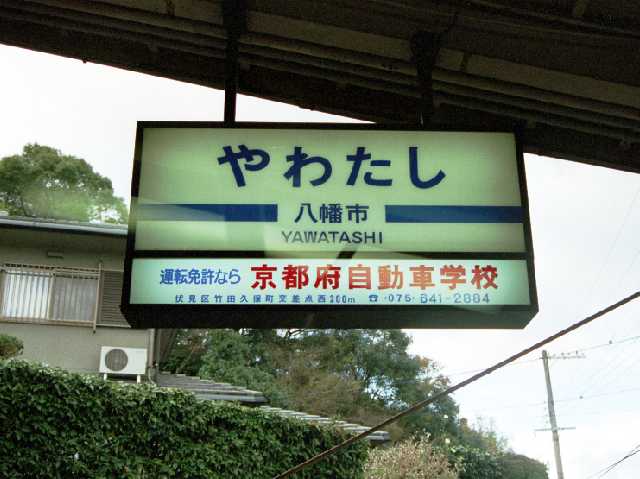 やわたし
八幡市
YAWATASHI
運転免許なら 京都府自動車学校
伏見区竹田久保町交差点西200m ☎·075·641-2884